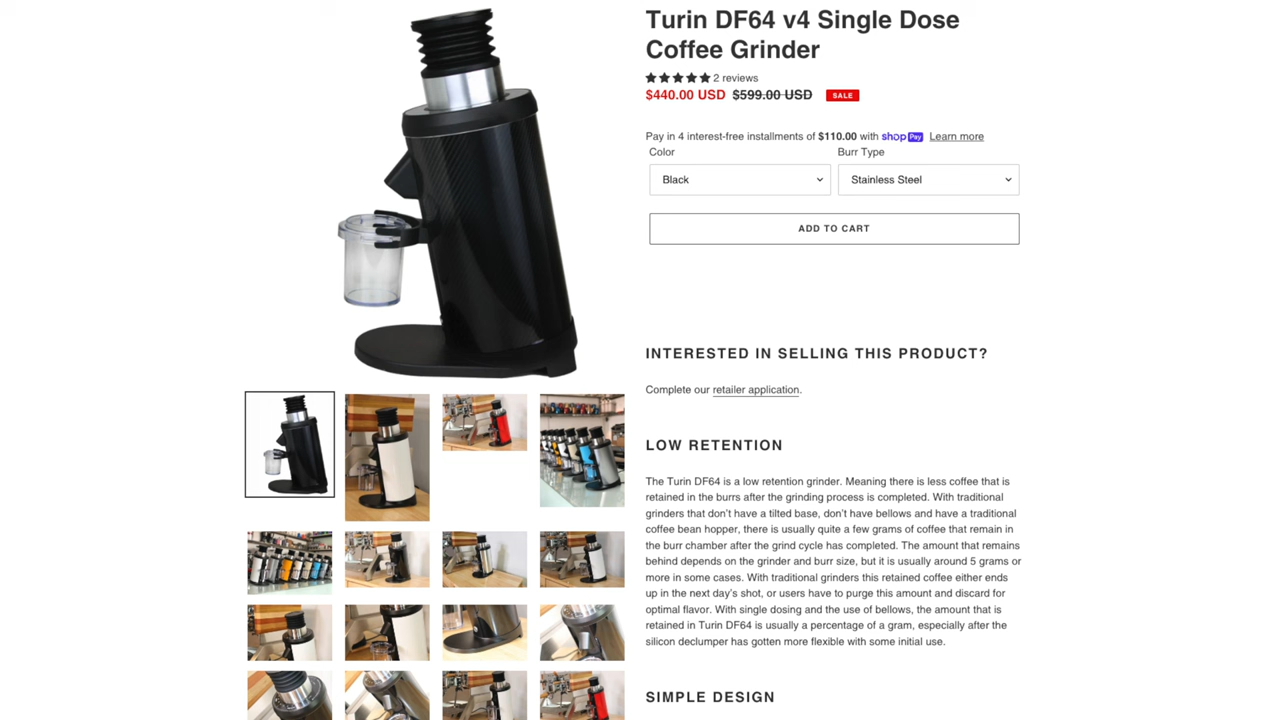 Turin DF64 v4 Single Dose
Coffee Grinder
2 reviews
$440.00 USD $599.00 USD SALE
Pay in 4 interest-free installments of $110.00 with shop Pay Learn more
Color Burr Type
Black Stainless Steel
ADD TO CART
INTERESTED IN SELLING THIS PRODUCT?
Complete our retailer application.
LOW RETENTION
The Turin DF64 is a low retention grinder. Meaning there is less coffee that is
retained in the burrs after the grinding process is completed. With traditional
grinders that don't have a tilted base, don't have bellows and have a traditional
coffee bean hopper, there is usually quite a few grams of coffee that remain in
the burr chamber after the grind cycle has completed. The amount that remains
behind depends on the grinder and burr size, but it is usually around 5 grams or
more in some cases. With traditional grinders this retained coffee either ends
up in the next day's shot, or users have to purge this amount and discard for
optimal flavor. With single dosing and the use of bellows, the amount that is
retained in Turin DF64 is usually a percentage of a gram, especially after the
silicon declumper has gotten more flexible with some initial use.
SIMPLE DESIGN